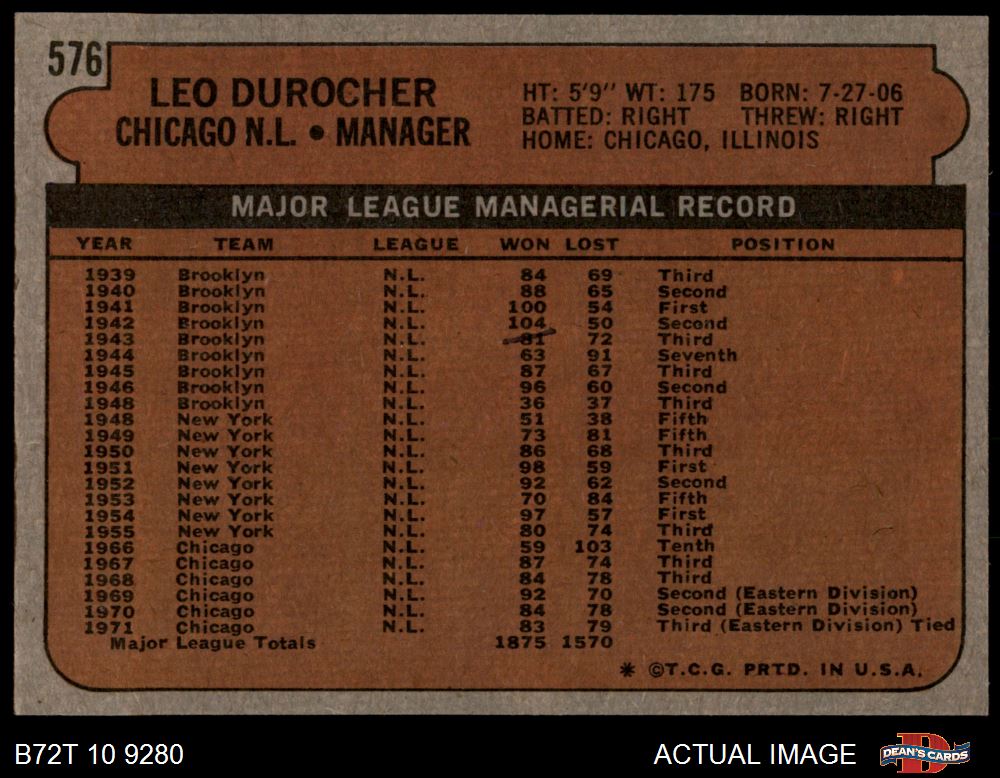 576
LEO DUROCHER
CHICAGO N.L. • MANAGER
HT: 5'9" WT: 175 BORN: 7-27-06
BATTED: RIGHT THREW: RIGHT
HOME: CHICAGO, ILLINOIS
MAJOR LEAGUE MANAGERIAL RECORD
YEAR TEAM LEAGUE WON LOST POSITION
1939 Brooklyn N.L. 84 69 Third
1940 Brooklyn N.L. 88 65 Second
1941 Brooklyn N.L. 100 54 First
1942 Brooklyn N.L. 104 50 Second
1943 Brooklyn N.L. 81 72 Third
1944 Brooklyn N.L. 63 91 Seventh
1945 Brooklyn N.L. 87 67 Third
1946 Brooklyn N.L. 96 60 Second
1948 Brooklyn N.L. 36 37 Third
1948 New York N.L. 51 38 Fifth
1949 New York N.L. 73 81 Fifth
1950 New York N.L. 86 68 Third
1951 New York N.L. 98 59 First
1952 New York N.L. 92 62 Second
1953 New York N.L. 70 84 Fifth
1954 New York N.L. 97 57 First
1955 New York N.L. 80 74 Third
1966 Chicago N.L. 59 103 Tenth
1967 Chicago N.L. 87 74 Third
1968 Chicago N.L. 84 78 Third
1969 Chicago N.L. 92 70 Second (Eastern Division)
1970 Chicago N.L. 84 78 Second (Eastern Division)
1971 Chicago N.L. 83 79 Third (Eastern Division) Tied
Major League Totals 1875 1570
* ©T.C.G. PRTD. IN U.S.A.
B72T 10 9280
ACTUAL IMAGE
DEAN'S CARDS